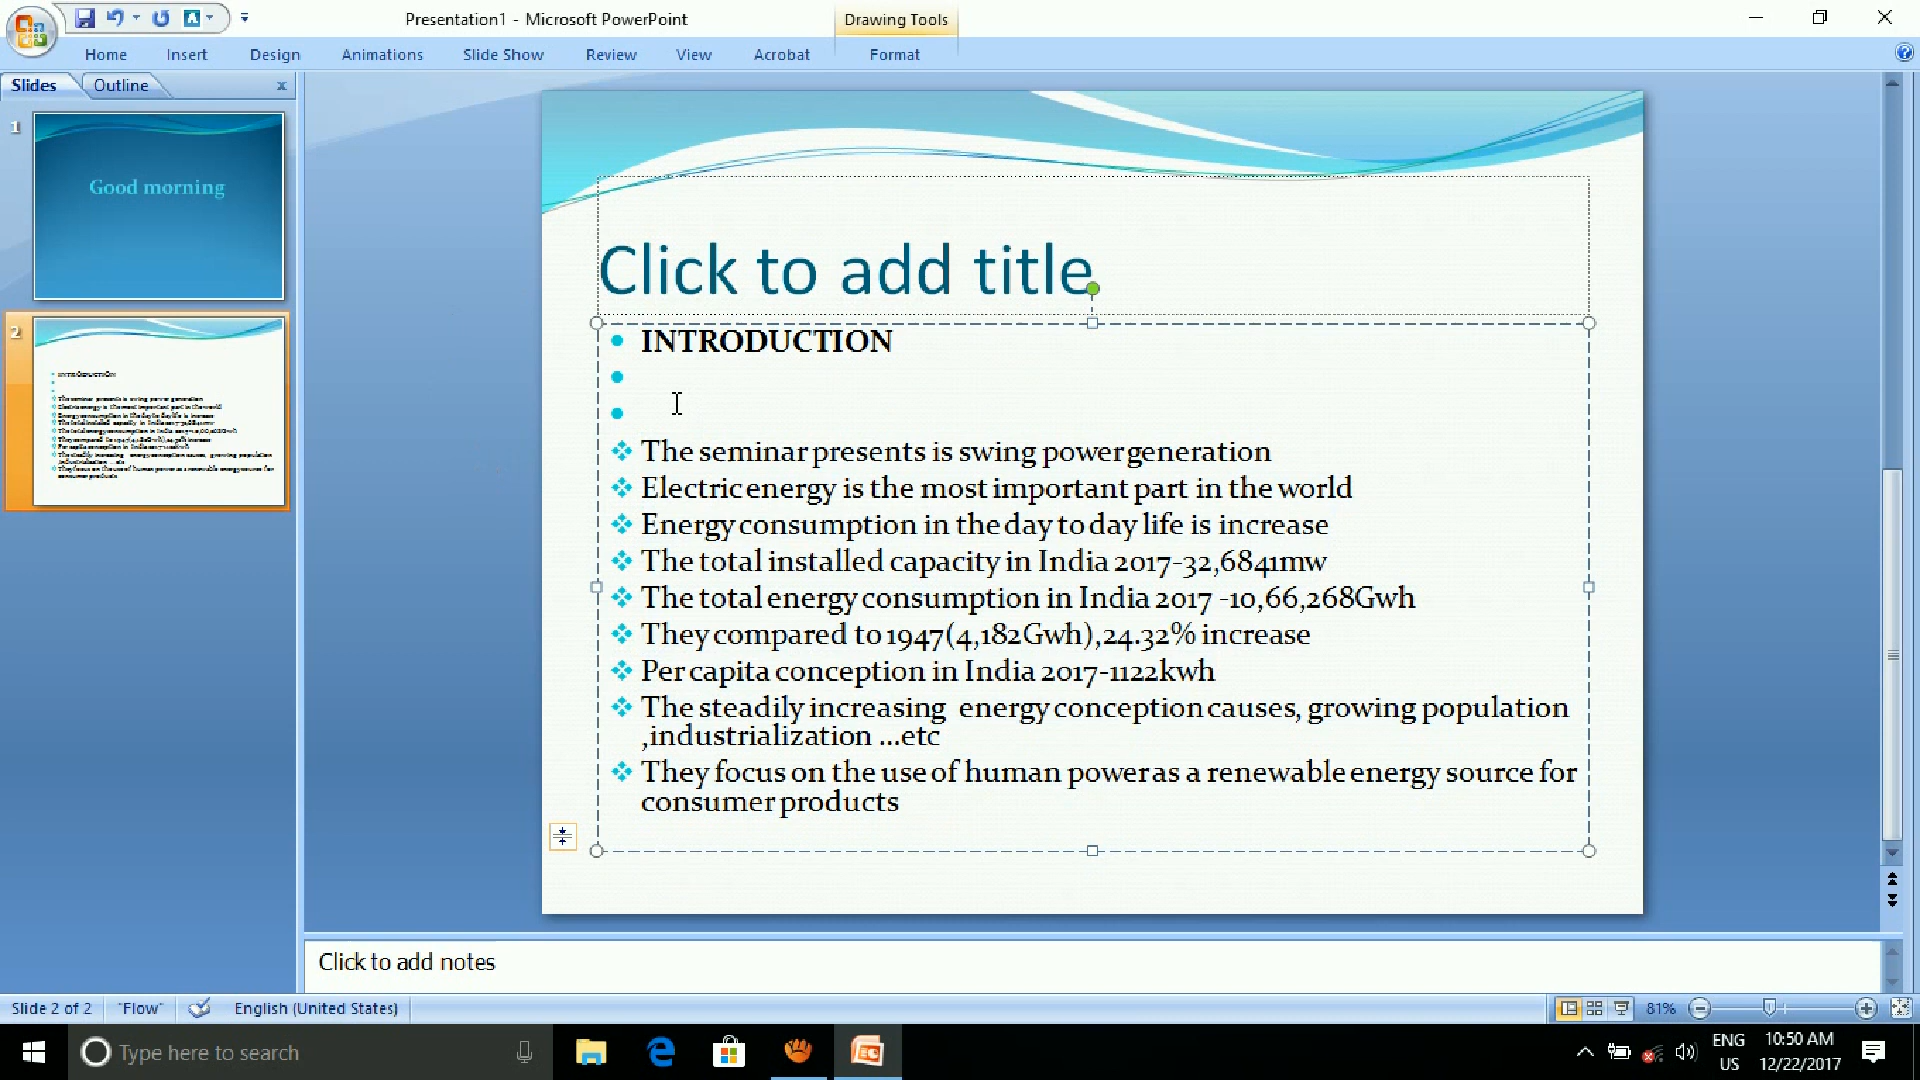 Presentation1 - Microsoft PowerPoint
Drawing Tools
Home Insert Design Animations Slide Show Review View Acrobat Format
Slides Outline x
1
Good morning
2
Click to add title
INTRODUCTION
The seminar presents is swing power generation
Electric energy is the most important part in the world
Energy consumption in the day to day life is increase
The total installed capacity in India 2017-32,6841mw
The total energy consumption in India 2017 -10,66,268Gwh
They compared to 1947(4,182Gwh),24.32% increase
Per capita conception in India 2017-1122kwh
The steadily increasing  energy conception causes, growing population
,industrialization ...etc
They focus on the use of human power as a renewable energy source for
consumer products
Click to add notes
Slide 2 of 2 "Flow" English (United States) 81%
Type here to search
ENG
US
10:50 AM
12/22/2017